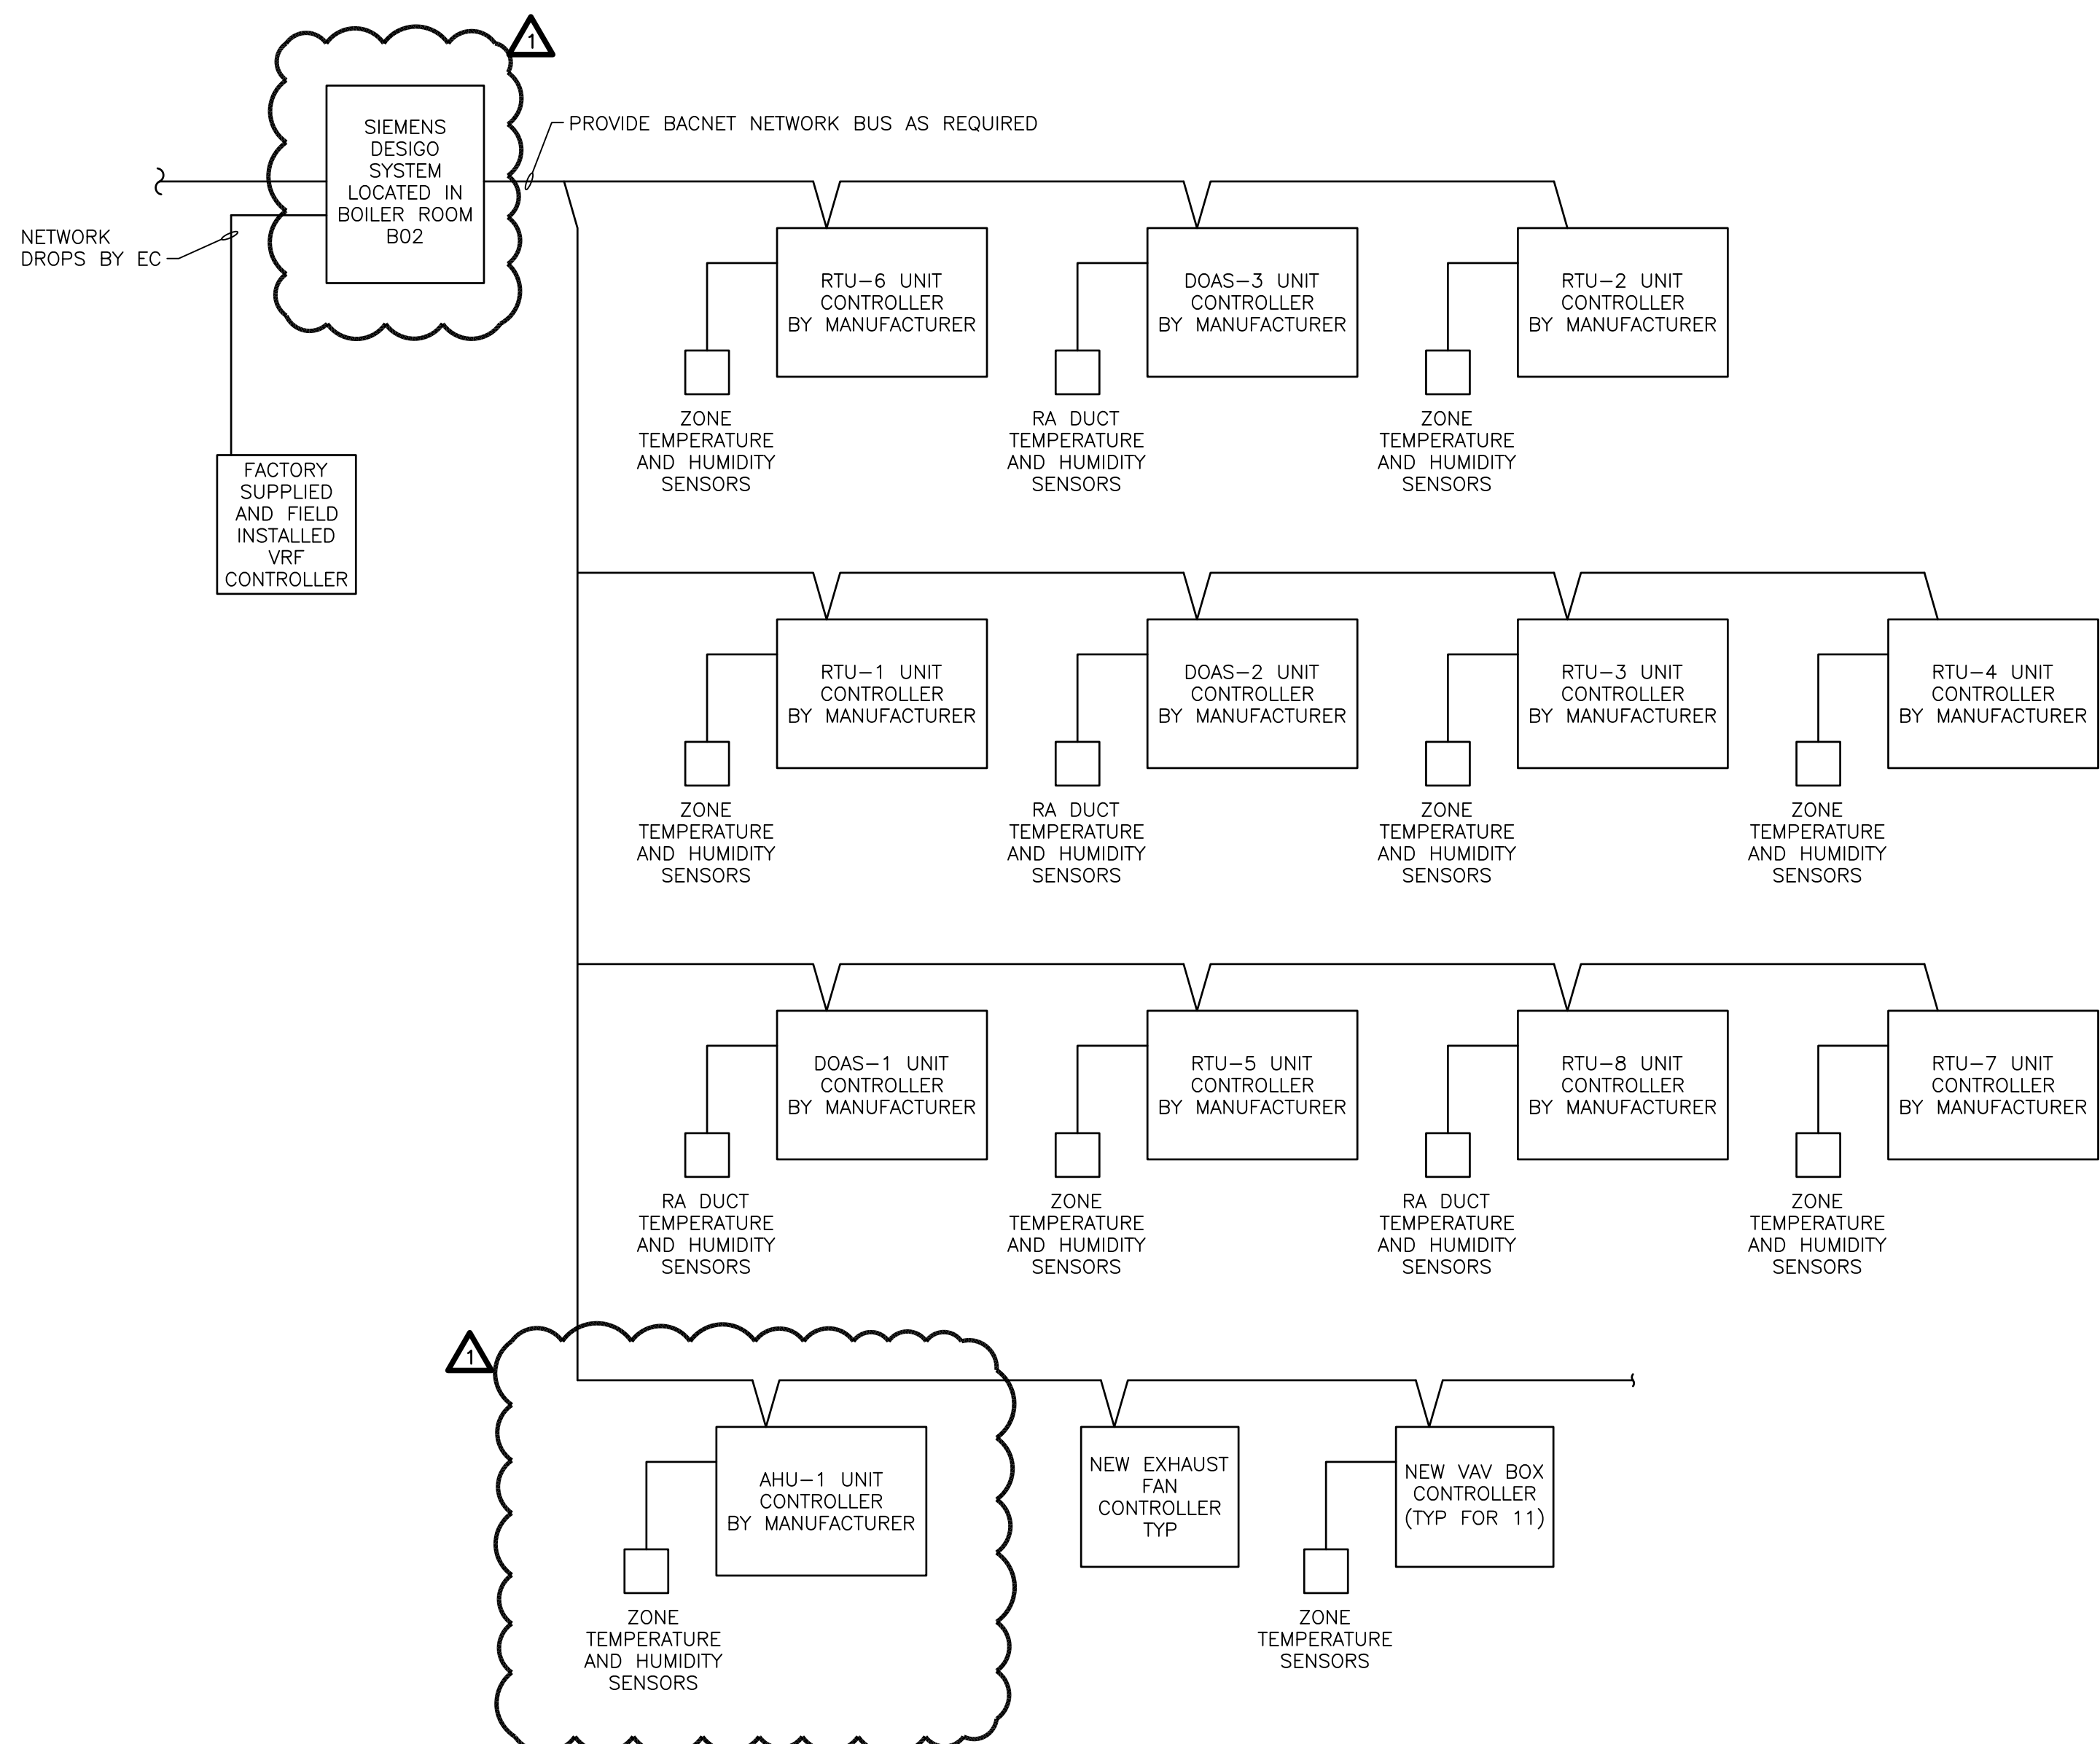 1
SIEMENS
DESIGO
SYSTEM
LOCATED IN
BOILER ROOM
B02
PROVIDE BACNET NETWORK BUS AS REQUIRED
NETWORK
DROPS BY EC
FACTORY
SUPPLIED
AND FIELD
INSTALLED
VRF
CONTROLLER
RTU-6 UNIT
CONTROLLER
BY MANUFACTURER
ZONE
TEMPERATURE
AND HUMIDITY
SENSORS
DOAS-3 UNIT
CONTROLLER
BY MANUFACTURER
RA DUCT
TEMPERATURE
AND HUMIDITY
SENSORS
RTU-2 UNIT
CONTROLLER
BY MANUFACTURER
ZONE
TEMPERATURE
AND HUMIDITY
SENSORS
RTU-1 UNIT
CONTROLLER
BY MANUFACTURER
ZONE
TEMPERATURE
AND HUMIDITY
SENSORS
DOAS-2 UNIT
CONTROLLER
BY MANUFACTURER
RA DUCT
TEMPERATURE
AND HUMIDITY
SENSORS
RTU-3 UNIT
CONTROLLER
BY MANUFACTURER
ZONE
TEMPERATURE
AND HUMIDITY
SENSORS
RTU-4 UNIT
CONTROLLER
BY MANUFACTURER
ZONE
TEMPERATURE
AND HUMIDITY
SENSORS
DOAS-1 UNIT
CONTROLLER
BY MANUFACTURER
RA DUCT
TEMPERATURE
AND HUMIDITY
SENSORS
RTU-5 UNIT
CONTROLLER
BY MANUFACTURER
ZONE
TEMPERATURE
AND HUMIDITY
SENSORS
RTU-8 UNIT
CONTROLLER
BY MANUFACTURER
RA DUCT
TEMPERATURE
AND HUMIDITY
SENSORS
RTU-7 UNIT
CONTROLLER
BY MANUFACTURER
ZONE
TEMPERATURE
AND HUMIDITY
SENSORS
1
AHU-1 UNIT
CONTROLLER
BY MANUFACTURER
ZONE
TEMPERATURE
AND HUMIDITY
SENSORS
NEW EXHAUST
FAN
CONTROLLER
TYP
NEW VAV BOX
CONTROLLER
(TYP FOR 11)
ZONE
TEMPERATURE
SENSORS